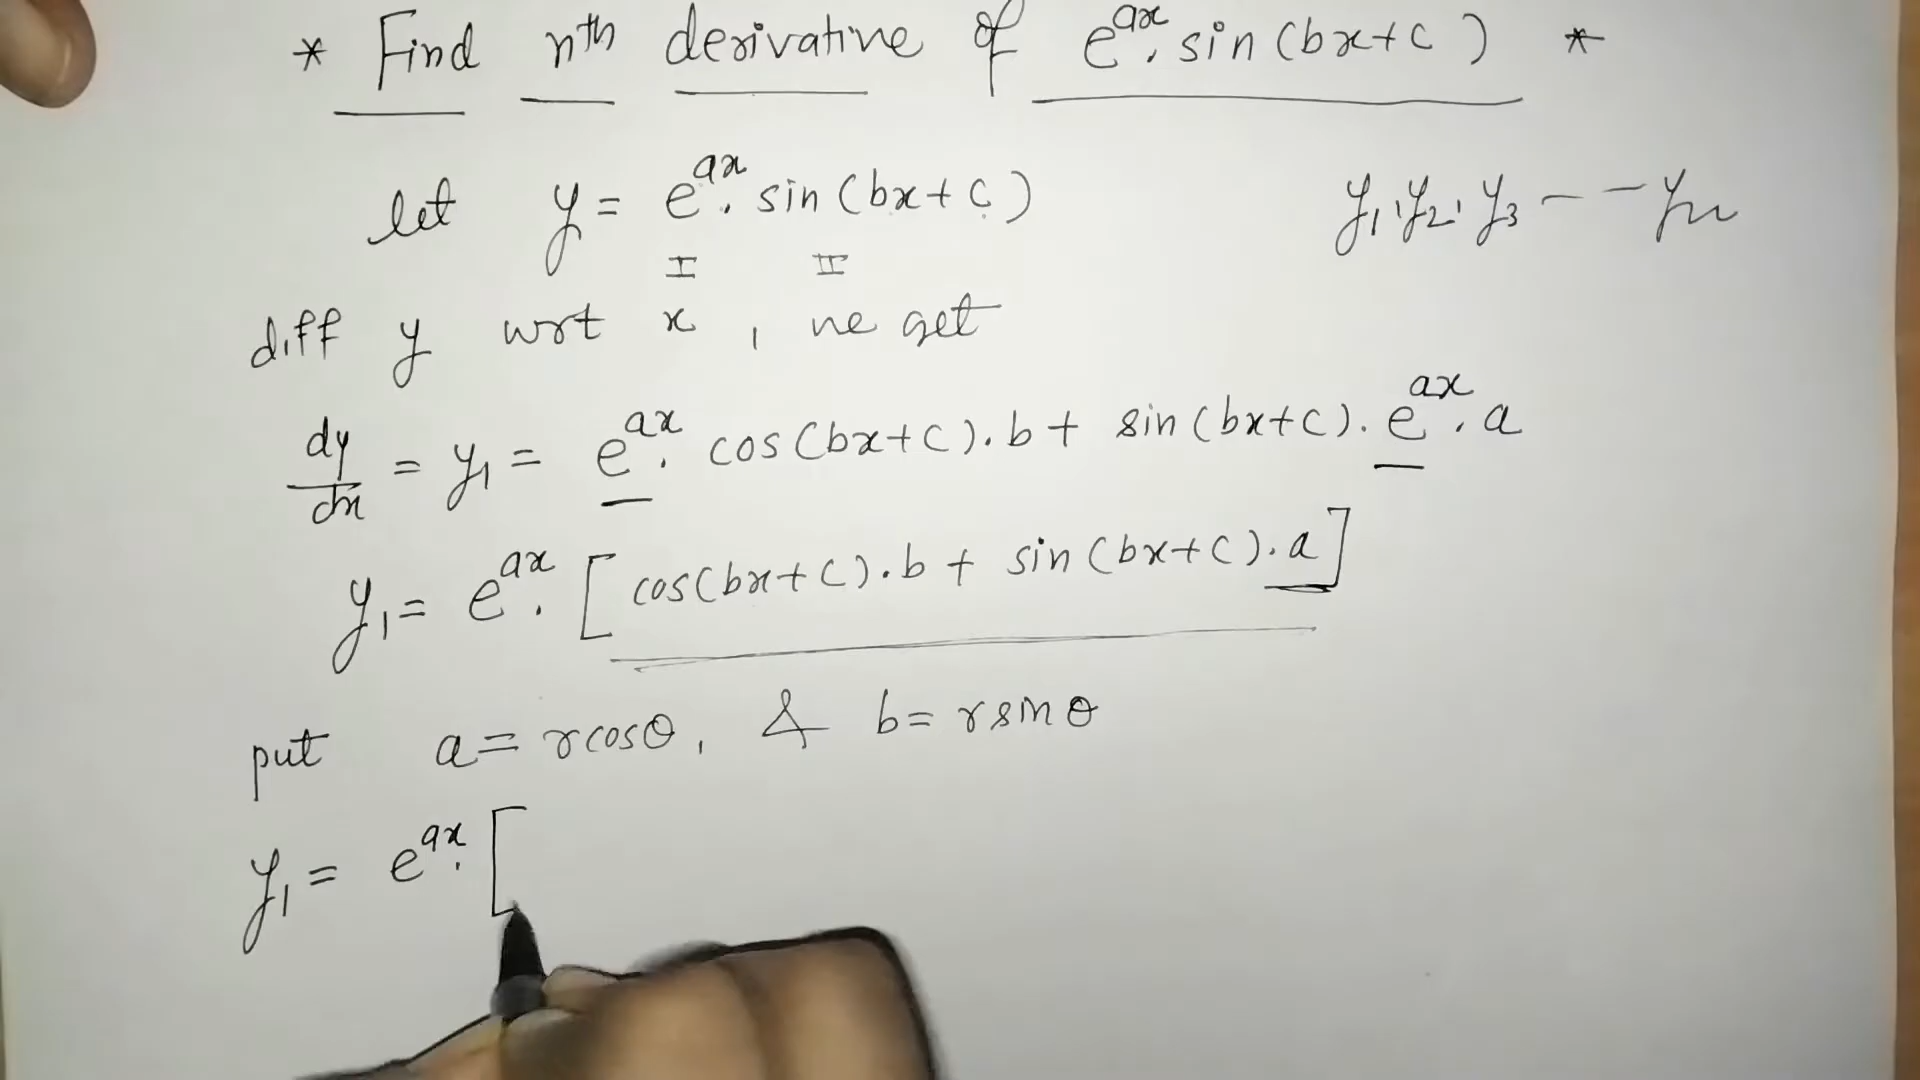 * Find nth derivative of e^ax. sin(bx+c) *
let y = e^ax. sin(bx+c)
y1, y2, y3 -- yn
I II
diff y wrt x, we get
dy/dx = y1 = e^ax. cos(bx+c).b + sin(bx+c). e^ax. a
y1 = e^ax. [cos(bx+c).b + sin(bx+c).a]
put a = rcosθ, & b = rsinθ
y1 = e^ax. [